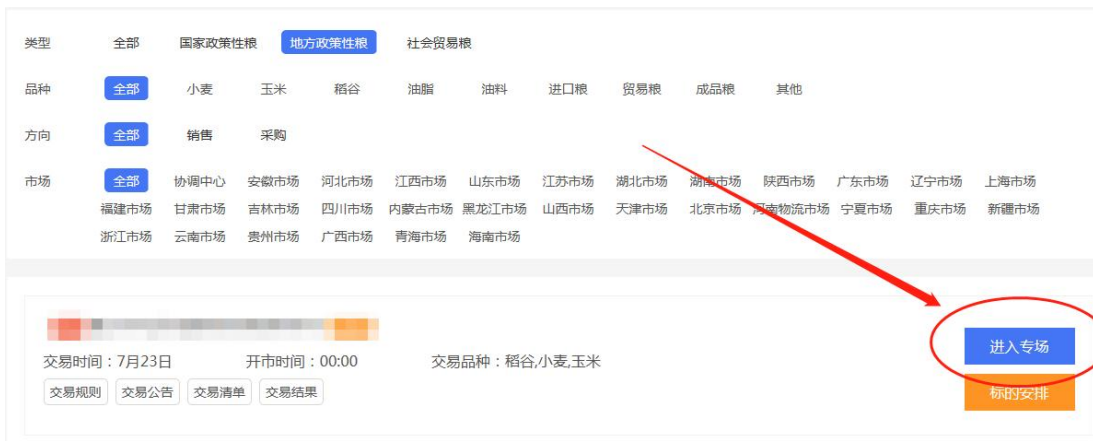 类型 全部 国家政策性粮 地方政策性粮 社会贸易粮
品种 全部 小麦 玉米 稻谷 油脂 油料 进口粮 贸易粮 成品粮 其他
方向 全部 销售 采购
市场 全部 协调中心 安徽市场 河北市场 江西市场 山东市场 江苏市场 湖北市场 湖南市场 陕西市场 广东市场 辽宁市场 上海市场
福建市场 甘肃市场 吉林市场 四川市场 内蒙古市场 黑龙江市场 山西市场 天津市场 北京市场 河南物流市场 宁夏市场 重庆市场 新疆市场
浙江市场 云南市场 贵州市场 广西市场 青海市场 海南市场
进入专场
交易时间：7月23日 开市时间：00:00 交易品种：稻谷,小麦,玉米
交易规则 交易公告 交易清单 交易结果 标的安排